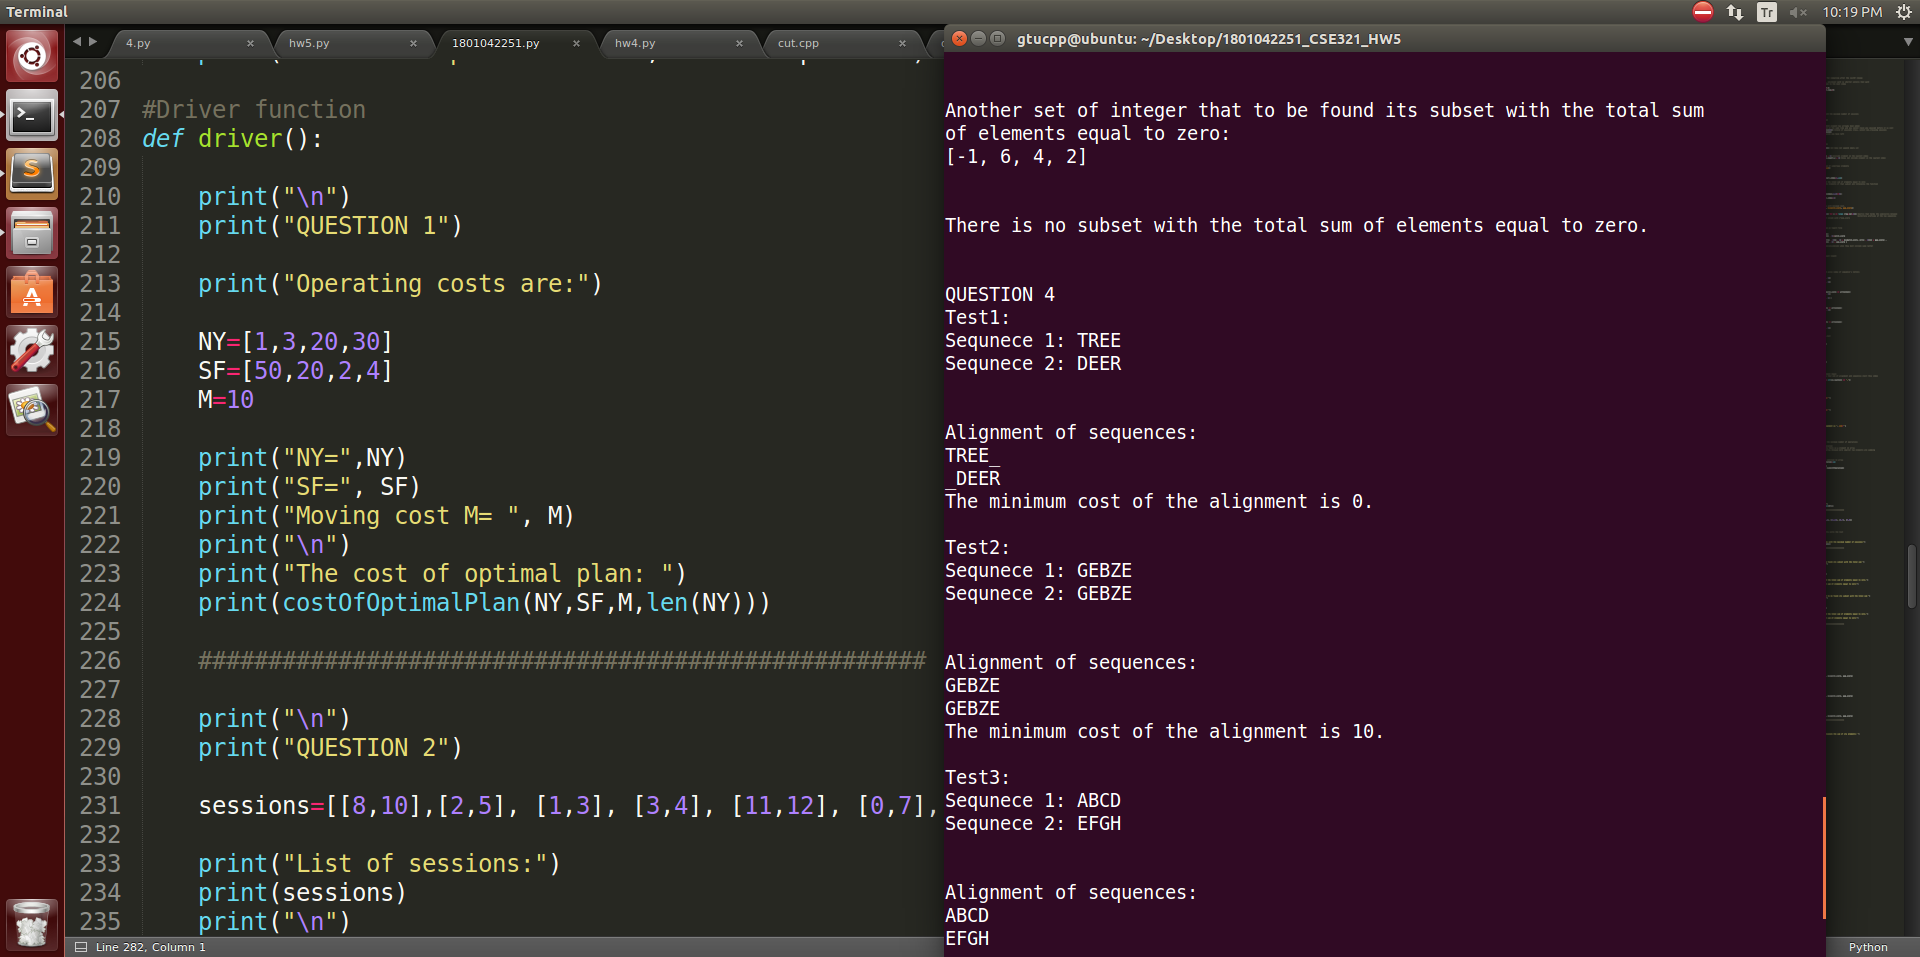 Terminal
Tr
10:19 PM
4.py
hw5.py
1801042251.py
hw4.py
cut.cpp
gtucpp@ubuntu: ~/Desktop/1801042251_CSE321_HW5
206
207 #Driver function
208 def driver():
209
210 print("\n")
211 print("QUESTION 1")
212
213 print("Operating costs are:")
214
215 NY=[1,3,20,30]
216 SF=[50,20,2,4]
217 M=10
218
219 print("NY=",NY)
220 print("SF=", SF)
221 print("Moving cost M= ", M)
222 print("\n")
223 print("The cost of optimal plan: ")
224 print(costOfOptimalPlan(NY,SF,M,len(NY)))
225
226 ####################################################
227
228 print("\n")
229 print("QUESTION 2")
230
231 sessions=[[8,10],[2,5], [1,3], [3,4], [11,12], [0,7],
232
233 print("List of sessions:")
234 print(sessions)
235 print("\n")
Another set of integer that to be found its subset with the total sum
of elements equal to zero:
[-1, 6, 4, 2]
There is no subset with the total sum of elements equal to zero.
QUESTION 4
Test1:
Sequnece 1: TREE
Sequnece 2: DEER
Alignment of sequences:
TREE_
_DEER
The minimum cost of the alignment is 0.
Test2:
Sequnece 1: GEBZE
Sequnece 2: GEBZE
Alignment of sequences:
GEBZE
GEBZE
The minimum cost of the alignment is 10.
Test3:
Sequnece 1: ABCD
Sequnece 2: EFGH
Alignment of sequences:
ABCD
EFGH
Line 282, Column 1
Python